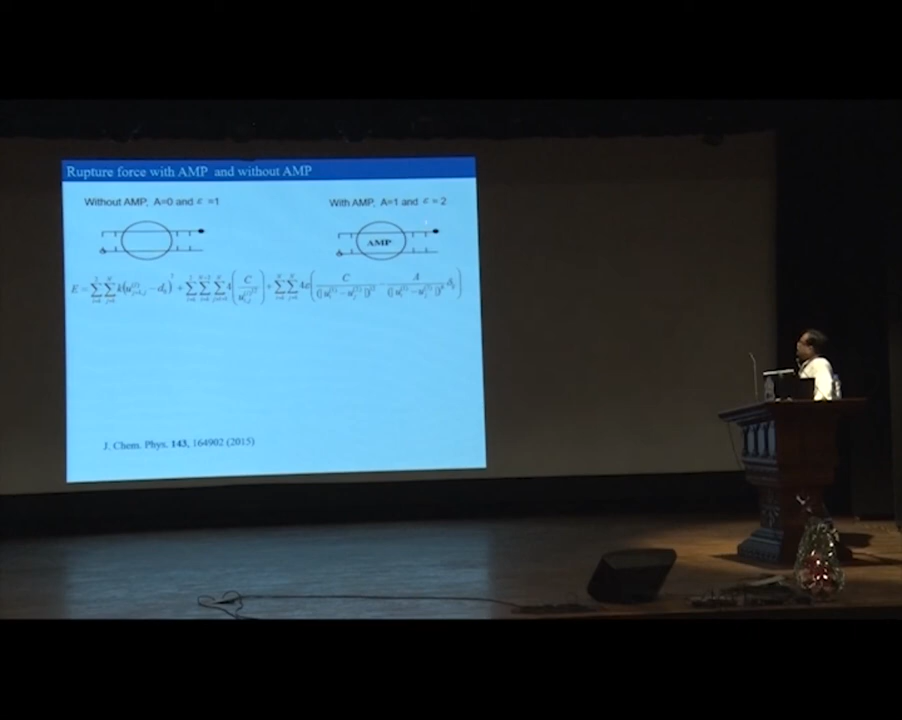 Rupture force with AMP and without AMP
Without AMP, A=0 and ε =1
With AMP, A=1 and ε = 2
AMP
J. Chem. Phys. 143, 164902 (2015)